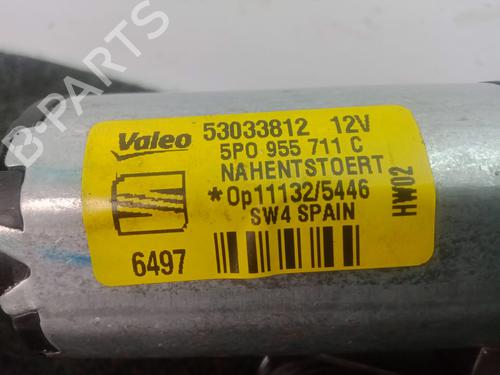 Valeo 53033812 12V
5P0 955 711 C
NAHENTSTOERT
*Op11132/5446
SW4 SPAIN
6497
HW02
B-PARTS